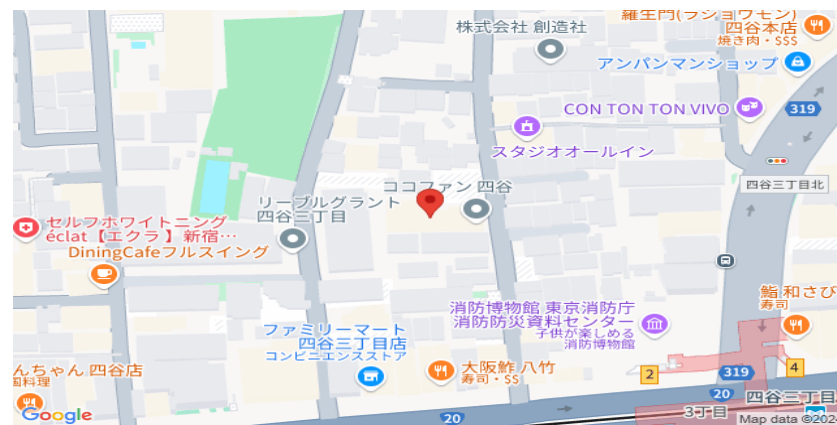 羅生門(ラショウモン)
四谷本店
焼き肉・$$$
株式会社 創造社
アンパンマンショップ
CON TON TON VIVO
319
スタジオオールイン
四谷三丁目北
ココファン 四谷
リーブルグラント
四谷三丁目
セルフホワイトニング
éclat【エクラ】新宿…
DiningCafeフルスイング
消防博物館 東京消防庁
消防防災資料センター
子供が楽しめる
消防博物館
鮨 和さび
寿司
ファミリーマート
四谷三丁目店
コンビニエンスストア
大阪鮓 八竹
寿司・$$
んちゃん 四谷店
国料理
2
319
4
20
四谷三丁目
3丁目
20
Google
Map data ©2024